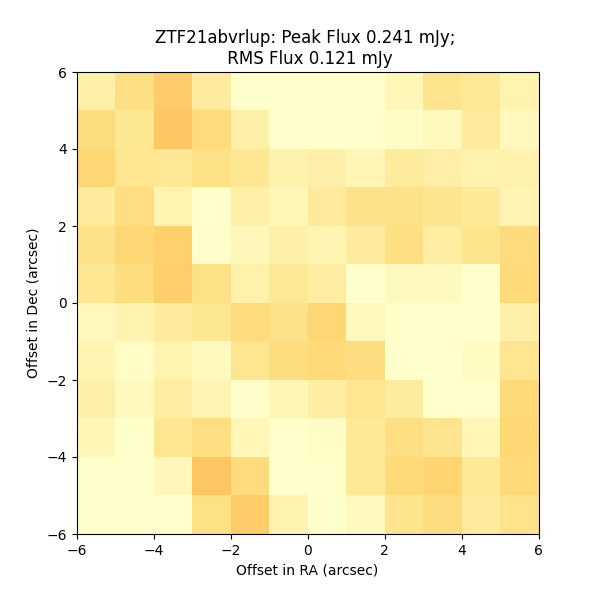 ZTF21abvrlup: Peak Flux 0.241 mJy;
RMS Flux 0.121 mJy
6
4
2
0
−2
−4
−6
Offset in Dec (arcsec)
−6 −4 −2 0 2 4 6
Offset in RA (arcsec)